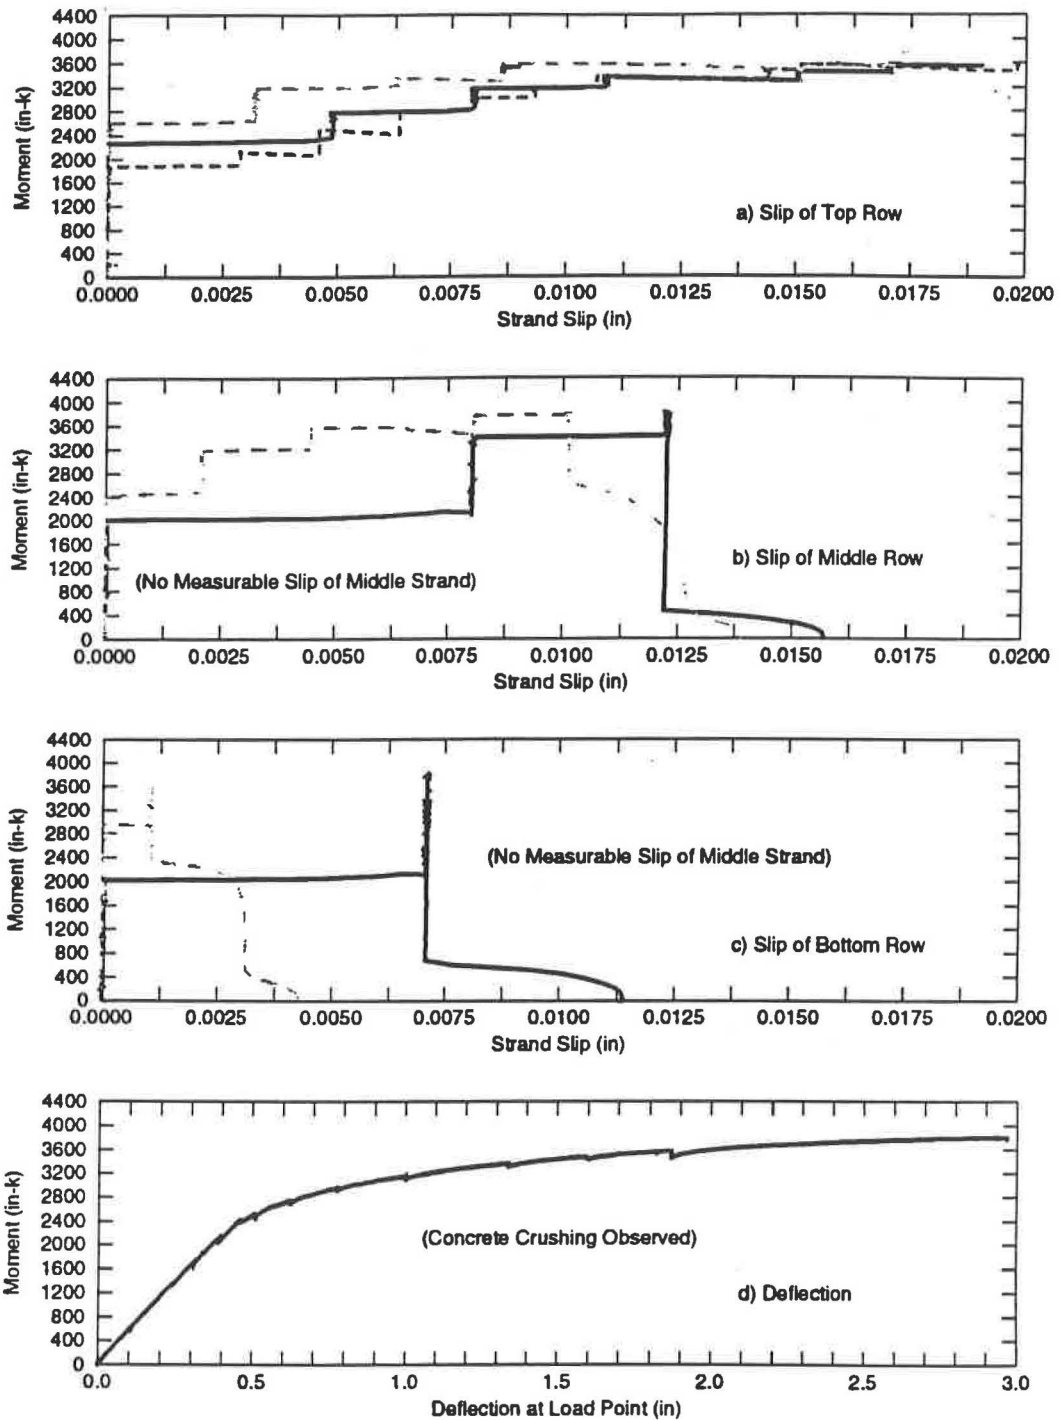 4400
4000
3600
3200
2800
2400
2000
1600
1200
800
400
0
Moment (in-k)
a) Slip of Top Row
0.0000 0.0025 0.0050 0.0075 0.0100 0.0125 0.0150 0.0175 0.0200
Strand Slip (in)
4400
4000
3600
3200
2800
2400
2000
1600
1200
800
400
0
Moment (in-k)
b) Slip of Middle Row
(No Measurable Slip of Middle Strand)
0.0000 0.0025 0.0050 0.0075 0.0100 0.0125 0.0150 0.0175 0.0200
Strand Slip (in)
4400
4000
3600
3200
2800
2400
2000
1600
1200
800
400
0
Moment (in-k)
(No Measurable Slip of Middle Strand)
c) Slip of Bottom Row
0.0000 0.0025 0.0050 0.0075 0.0100 0.0125 0.0150 0.0175 0.0200
Strand Slip (in)
4400
4000
3600
3200
2800
2400
2000
1600
1200
800
400
0
Moment (in-k)
(Concrete Crushing Observed)
d) Deflection
0.0 0.5 1.0 1.5 2.0 2.5 3.0
Deflection at Load Point (in)